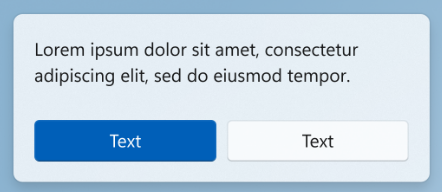 Lorem ipsum dolor sit amet, consectetur
adipiscing elit, sed do eiusmod tempor.
Text
Text